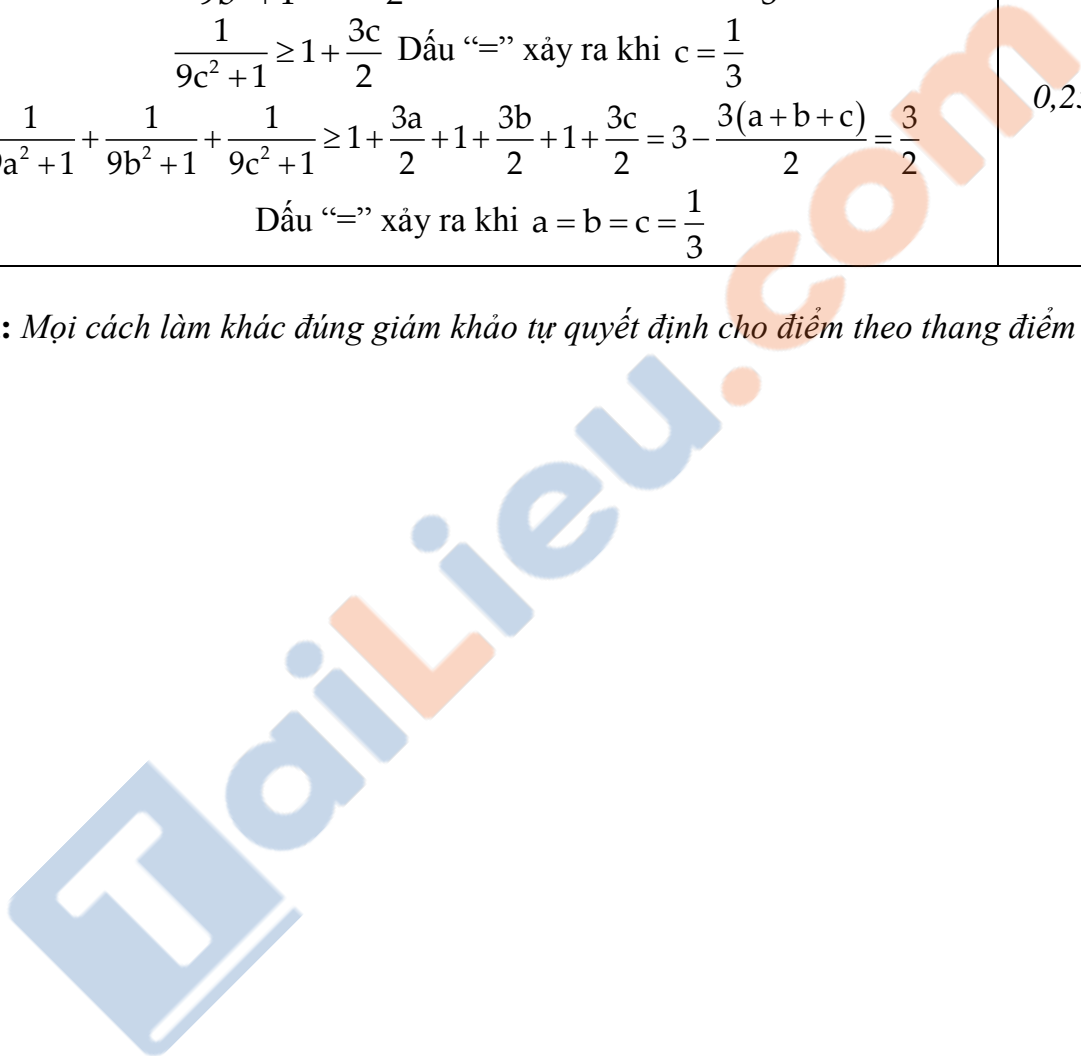 1/(9c² + 1) ≥ 1 + 3c/2 Dấu “=” xảy ra khi c = 1/3
1/(a² + 1) + 1/(9b² + 1) + 1/(9c² + 1) ≥ 1 + 3a/2 + 1 + 3b/2 + 1 + 3c/2 = 3 − 3(a + b + c)/2 = 3/2
0,2
Dấu “=” xảy ra khi a = b = c = 1/3
: Mọi cách làm khác đúng giám khảo tự quyết định cho điểm theo thang điểm
TaiLieu.com